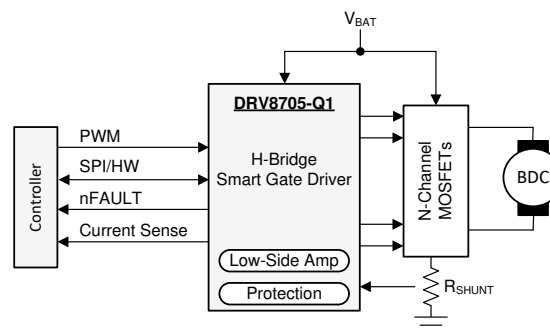 VBAT
DRV8705-Q1
H-Bridge
Smart Gate Driver
Low-Side Amp
Protection
Controller
PWM
SPI/HW
nFAULT
Current Sense
N-Channel
MOSFETs
BDC
RSHUNT